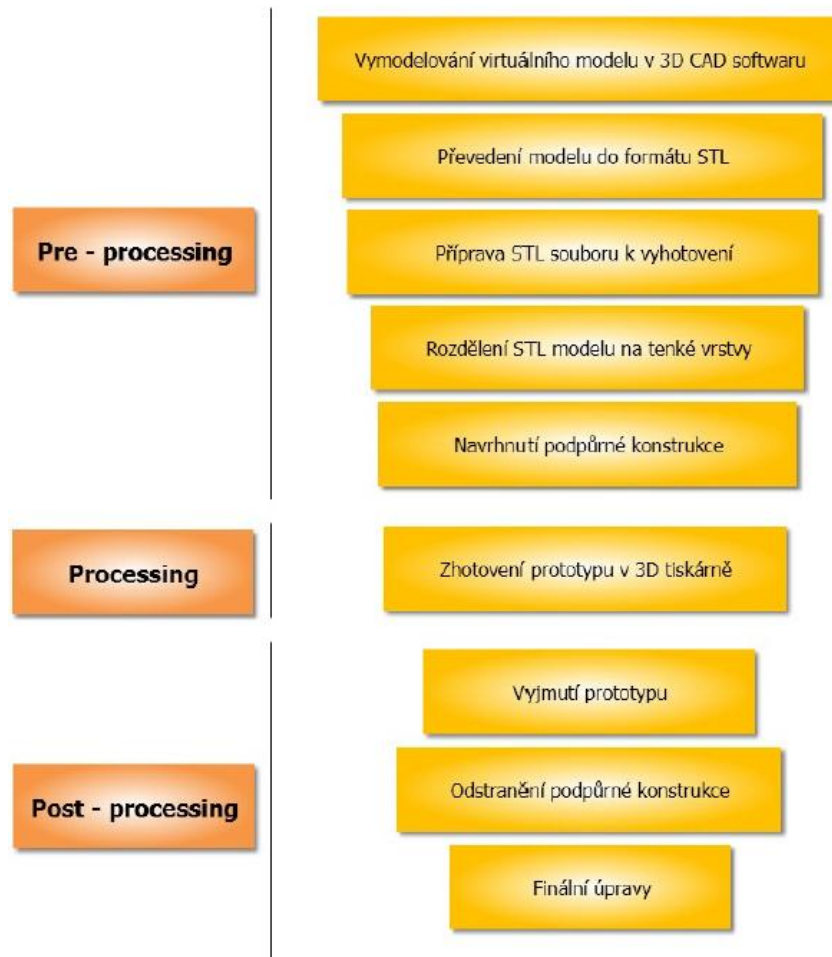 Vymodelování virtuálního modelu v 3D CAD softwaru
Převedení modelu do formátu STL
Pre - processing
Příprava STL souboru k vyhotovení
Rozdělení STL modelu na tenké vrstvy
Navrhnutí podpůrné konstrukce
Processing
Zhotovení prototypu v 3D tiskárně
Vyjmutí prototypu
Post - processing
Odstranění podpůrné konstrukce
Finální úpravy